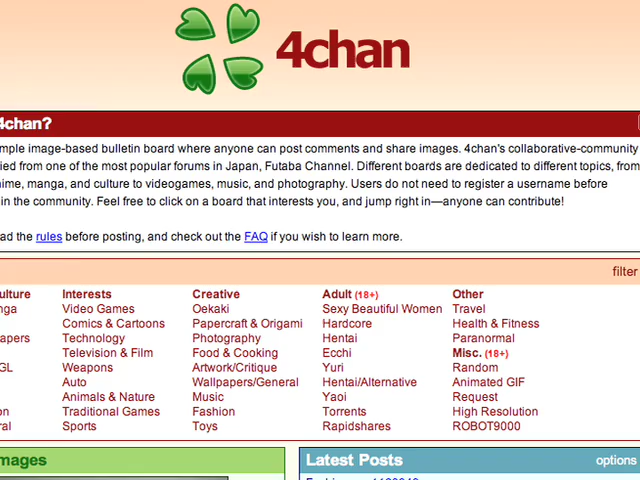 4chan
4chan?
mple image-based bulletin board where anyone can post comments and share images. 4chan's collaborative-community
ied from one of the most popular forums in Japan, Futaba Channel. Different boards are dedicated to different topics, from
nime, manga, and culture to videogames, music, and photography. Users do not need to register a username before
in the community. Feel free to click on a board that interests you, and jump right in—anyone can contribute!
ad the rules before posting, and check out the FAQ if you wish to learn more.
filter
ulture Interests Creative Adult (18+) Other
nga Video Games Oekaki Sexy Beautiful Women Travel
Comics & Cartoons Papercraft & Origami Hardcore Health & Fitness
apers Technology Photography Hentai Paranormal
Television & Film Food & Cooking Ecchi Misc. (18+)
GL Weapons Artwork/Critique Yuri Random
Auto Wallpapers/General Hentai/Alternative Animated GIF
Animals & Nature Music Yaoi Request
on Traditional Games Fashion Torrents High Resolution
ral Sports Toys Rapidshares ROBOT9000
mages Latest Posts options